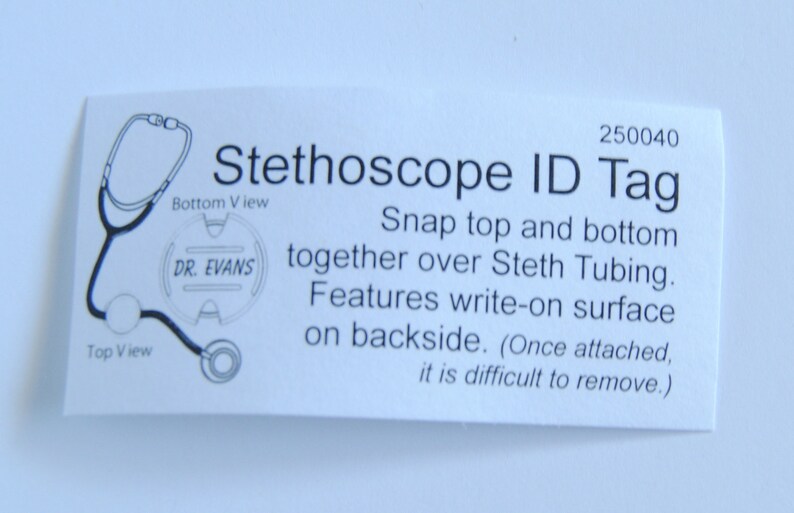 250040
Stethoscope ID Tag
Bottom View
DR. EVANS
Top View
Snap top and bottom
together over Steth Tubing.
Features write-on surface
on backside. (Once attached,
it is difficult to remove.)